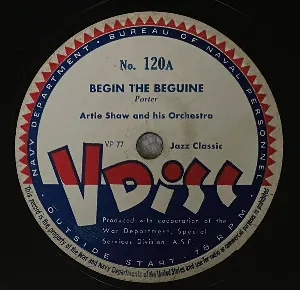 NAVY DEPARTMENT · BUREAU OF NAVAL PERSONNEL
No. 120A
BEGIN THE BEGUINE
Porter
Artie Shaw and his Orchestra
VP 77
Jazz Classic
V Disc
Produced with cooperation of the
War Department, Special
Services Division A.S.F.
OUTSIDE START · 78 RPM
This record is the property of the War and Navy Departments of the United States and use for radio or commercial purposes is prohibited